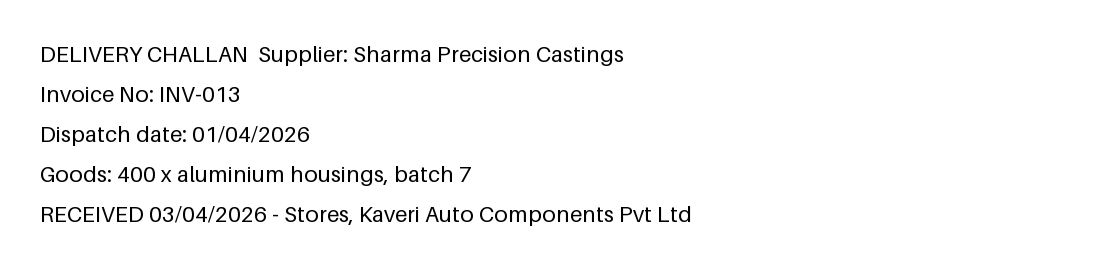 DELIVERY CHALLAN  Supplier: Sharma Precision Castings
Invoice No: INV-013
Dispatch date: 01/04/2026
Goods: 400 x aluminium housings, batch 7
RECEIVED 03/04/2026 - Stores, Kaveri Auto Components Pvt Ltd